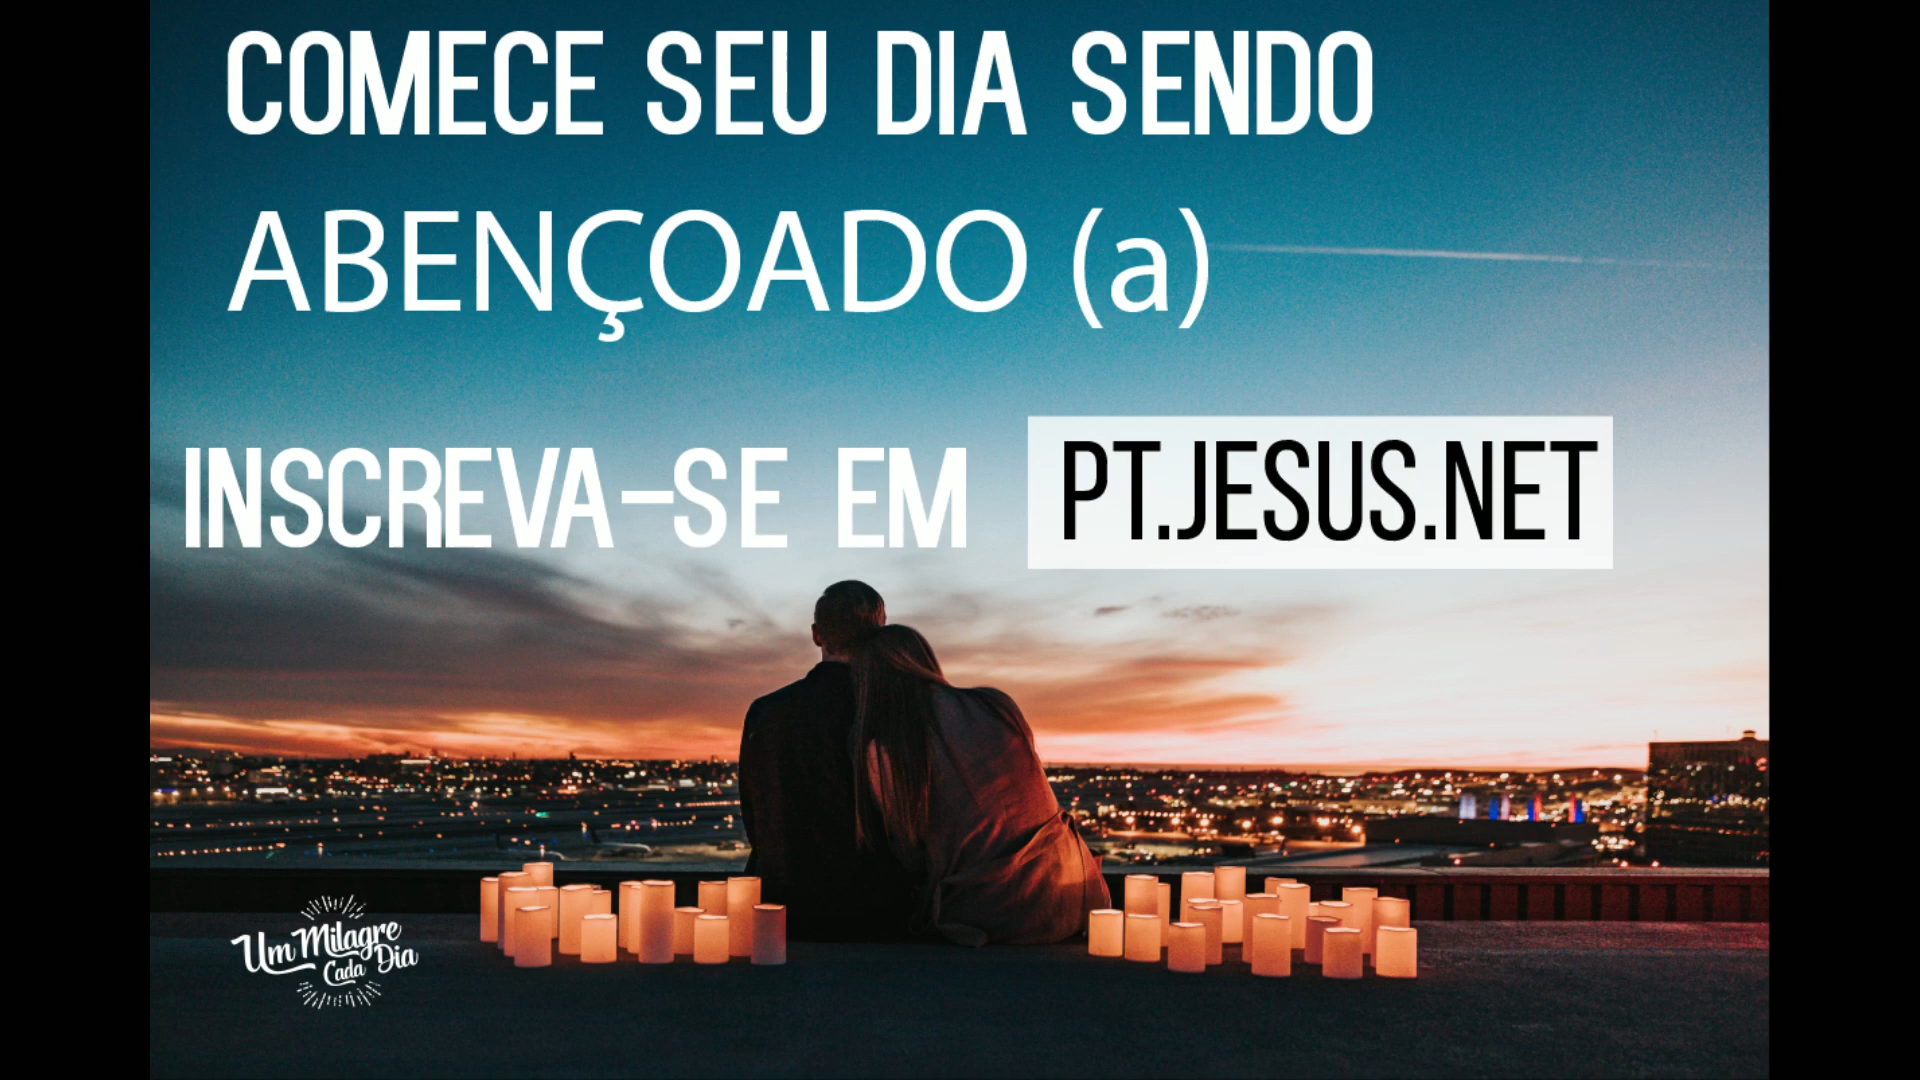 COMECE SEU DIA SENDO
ABENÇOADO (a)
INSCREVA-SE EM PT.JESUS.NET
Um Milagre
Cada Dia